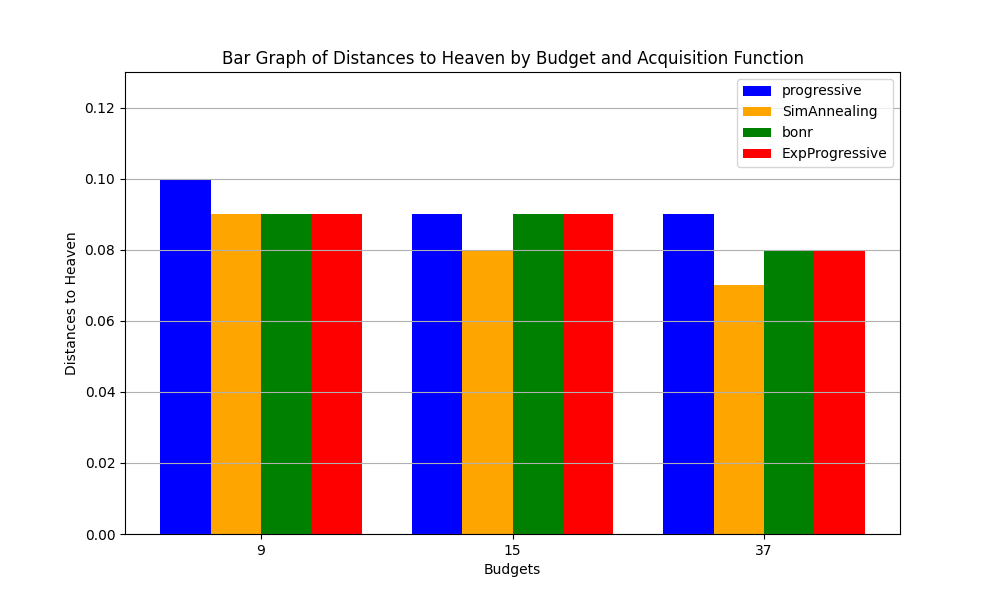 Bar Graph of Distances to Heaven by Budget and Acquisition Function
progressive
SimAnnealing
bonr
ExpProgressive
Distances to Heaven
0.12
0.10
0.08
0.06
0.04
0.02
0.00
9 15 37
Budgets